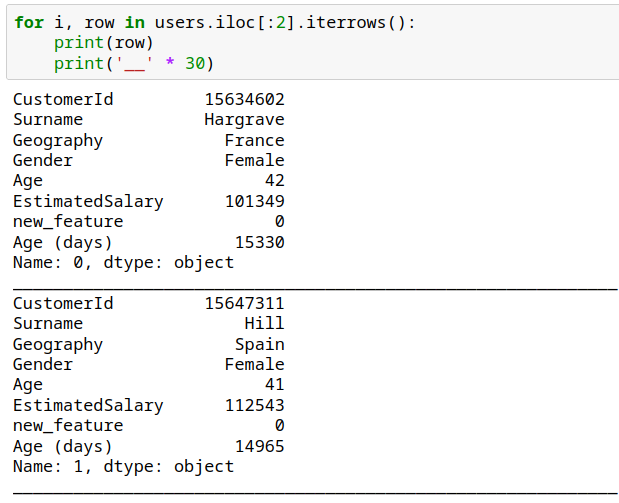 for i, row in users.iloc[:2].iterrows():
    print(row)
    print('__' * 30)
CustomerId         15634602
Surname            Hargrave
Geography            France
Gender               Female
Age                      42
EstimatedSalary      101349
new_feature               0
Age (days)            15330
Name: 0, dtype: object
____________________________________________________________
CustomerId         15647311
Surname                Hill
Geography             Spain
Gender               Female
Age                      41
EstimatedSalary      112543
new_feature               0
Age (days)            14965
Name: 1, dtype: object
____________________________________________________________